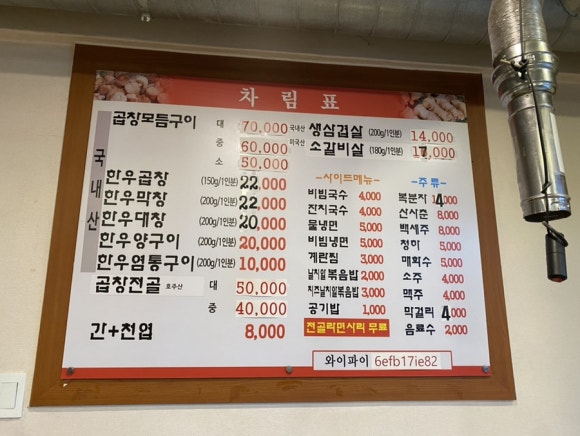 차 림 표
국내산
곱창모듬구이 대 70,000
중 60,000
소 50,000
한우곱창 (150g/1인분) 22,000
한우막창 (200g/1인분) 22,000
한우대창 (200g/1인분) 20,000
한우양구이 (200g/1인분) 20,000
한우염통구이 (200g/1인분) 10,000
곱창전골 호주산 대 50,000
중 40,000
간+천엽 8,000
국내산 생삼겹살 (200g/1인분) 14,000
미국산 소갈비살 (180g/1인분)
-사이드메뉴-
비빔국수 4,000
잔치국수 4,000
물냉면 5,000
비빔냉면 5,000
계란찜 3,000
날치알볶음밥 2,000
치즈날치알볶음밥 3,000
공기밥 1,000
전골라면사리 무료
-주류-
복분자
산사춘 8,000
백세주 8,000
청하 5,000
매화수 5,000
소주 4,000
맥주 4,000
막걸리 4,000
음료수 2,000
와이파이 6efb17ie82